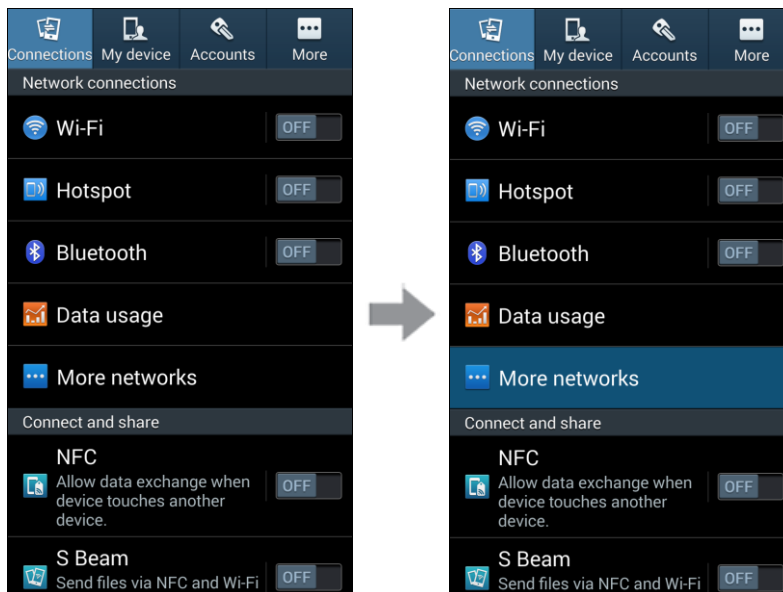 Connections My device Accounts More
Network connections
Wi-Fi OFF
Hotspot OFF
Bluetooth OFF
Data usage
More networks
Connect and share
NFC
Allow data exchange when
device touches another
device.
OFF
S Beam
Send files via NFC and Wi-Fi
OFF
Connections My device Accounts More
Network connections
Wi-Fi OFF
Hotspot OFF
Bluetooth OFF
Data usage
More networks
Connect and share
NFC
Allow data exchange when
device touches another
device.
OFF
S Beam
Send files via NFC and Wi-Fi
OFF